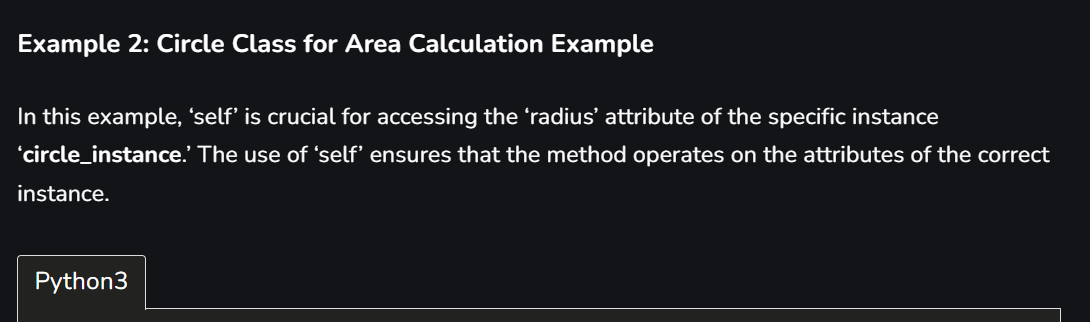 Example 2: Circle Class for Area Calculation Example
In this example, ‘self’ is crucial for accessing the ‘radius’ attribute of the specific instance
‘circle_instance.’ The use of ‘self’ ensures that the method operates on the attributes of the correct
instance.
Python3